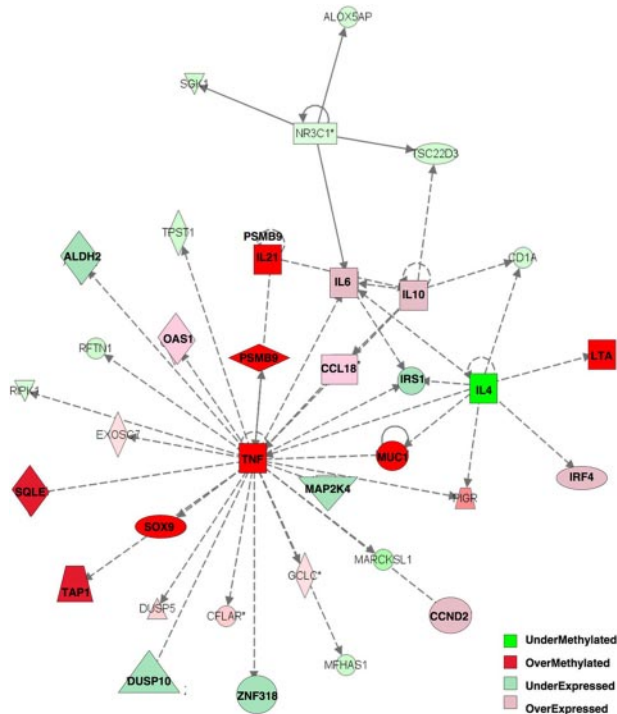 ALOX5AP
SGK1
NR3C1*
TSC22D3
PSMB9
TPST1
ALDH2
IL21
CD1A
IL6
IL10
OAS1
RFTN1
LTA
PSMB9
CCL18
IRS1
IL4
RIPK1
EXOSC7
TNF
MUC1
SQLE
MAP2K4
PIGR
IRF4
SOX9
MARCKSL1
GCLC*
TAP1
DUSP5
CFLAR*
CCND2
UnderMethylated
MFHAS1
OverMethylated
DUSP10
;
ZNF318
UnderExpressed
OverExpressed